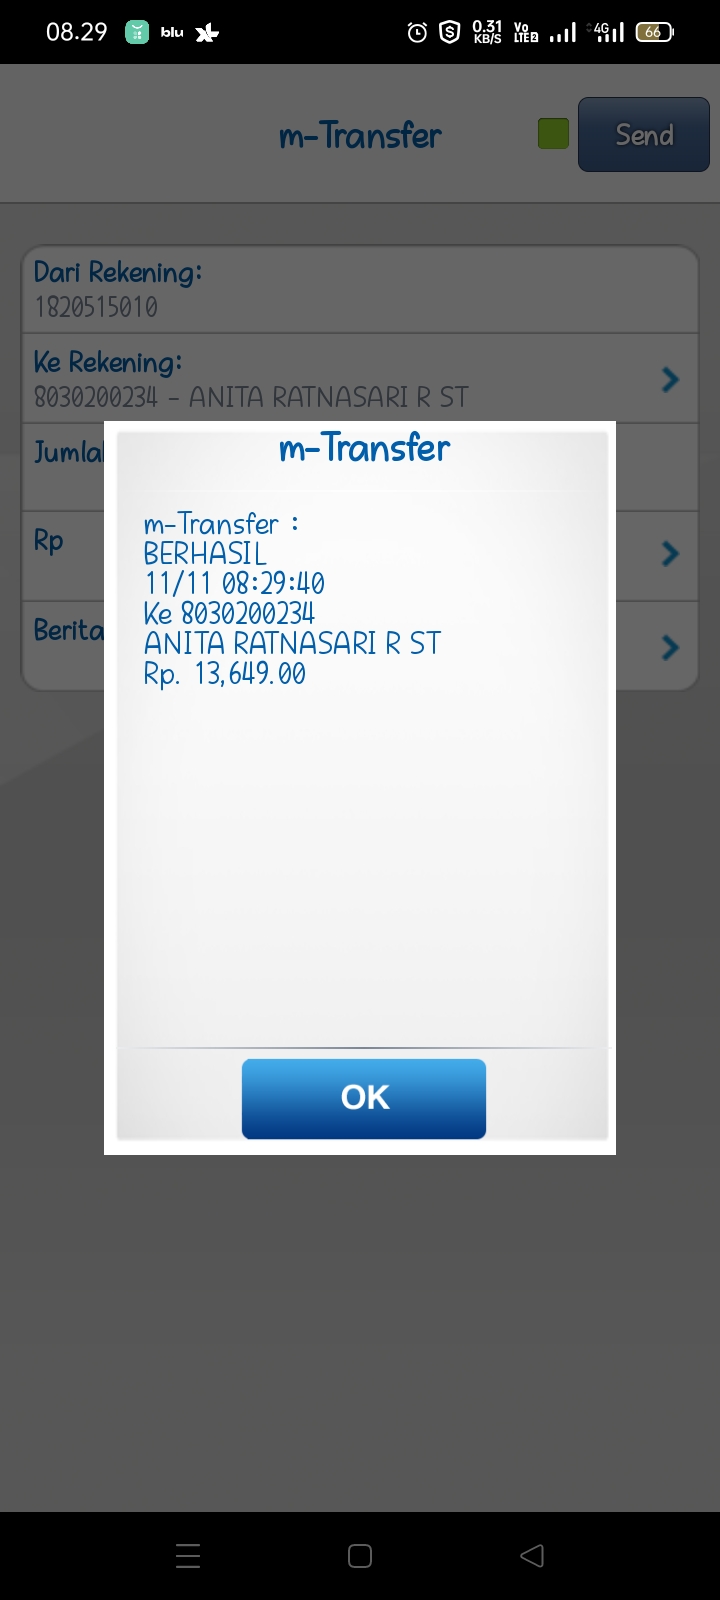 08.29 blu 0.31 KB/S Vo LTE2 4G 66
m-Transfer Send
Dari Rekening:
1820515010
Ke Rekening:
8030200234 - ANITA RATNASARI R ST
Jumla
Rp
Berita
m-Transfer
m-Transfer :
BERHASIL
11/11 08:29:40
Ke 8030200234
ANITA RATNASARI R ST
Rp. 13,649.00
OK